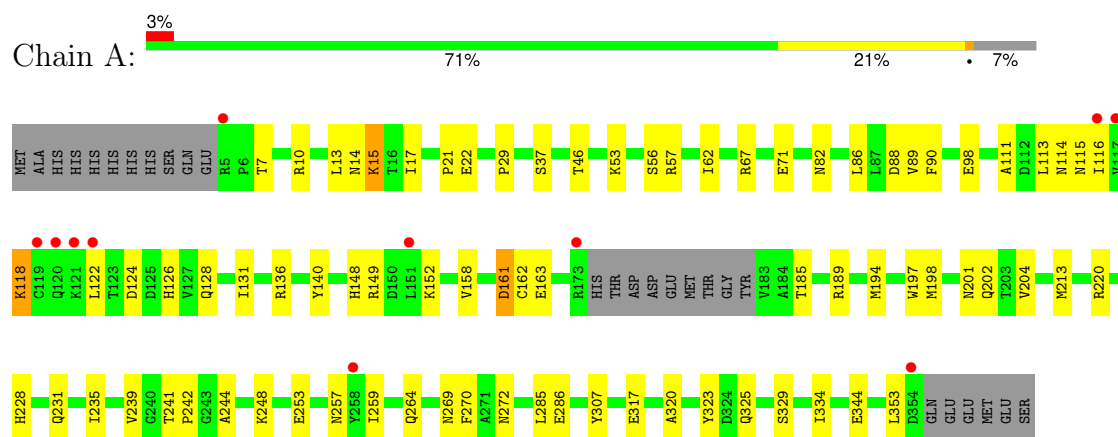 3%
Chain A:
71% 21% • 7%
MET ALA HIS HIS HIS HIS HIS HIS SER GLN GLU R5 P6 T7 R10 L13 N14 K15 T16 I17 P21 E22 P29 S37 T46 K53 S56 R57 I62 R67 E71 N82 L86 L87 D88 V89 F90 E98 A111 D112 L113 N114 N115 I116 V117
K118 C119 Q120 K121 L122 T123 D124 D125 H126 V127 Q128 I131 R136 Y140 H148 R149 D150 L151 K152 V158 D161 C162 E163 R173 HIS THR ASP ASP GLU MET THR GLY TYR V183 A184 T185 R189 M194 W197 M198 N201 Q202 T203 V204 M213 R220
H228 Q231 I235 V239 G240 T241 P242 G243 A244 K248 E253 N257 Y258 I259 Q264 N269 F270 A271 N272 L285 E286 Y307 E317 A320 Y323 D324 Q325 S329 I334 E344 L353 D354 GLN GLU GLU MET GLU SER